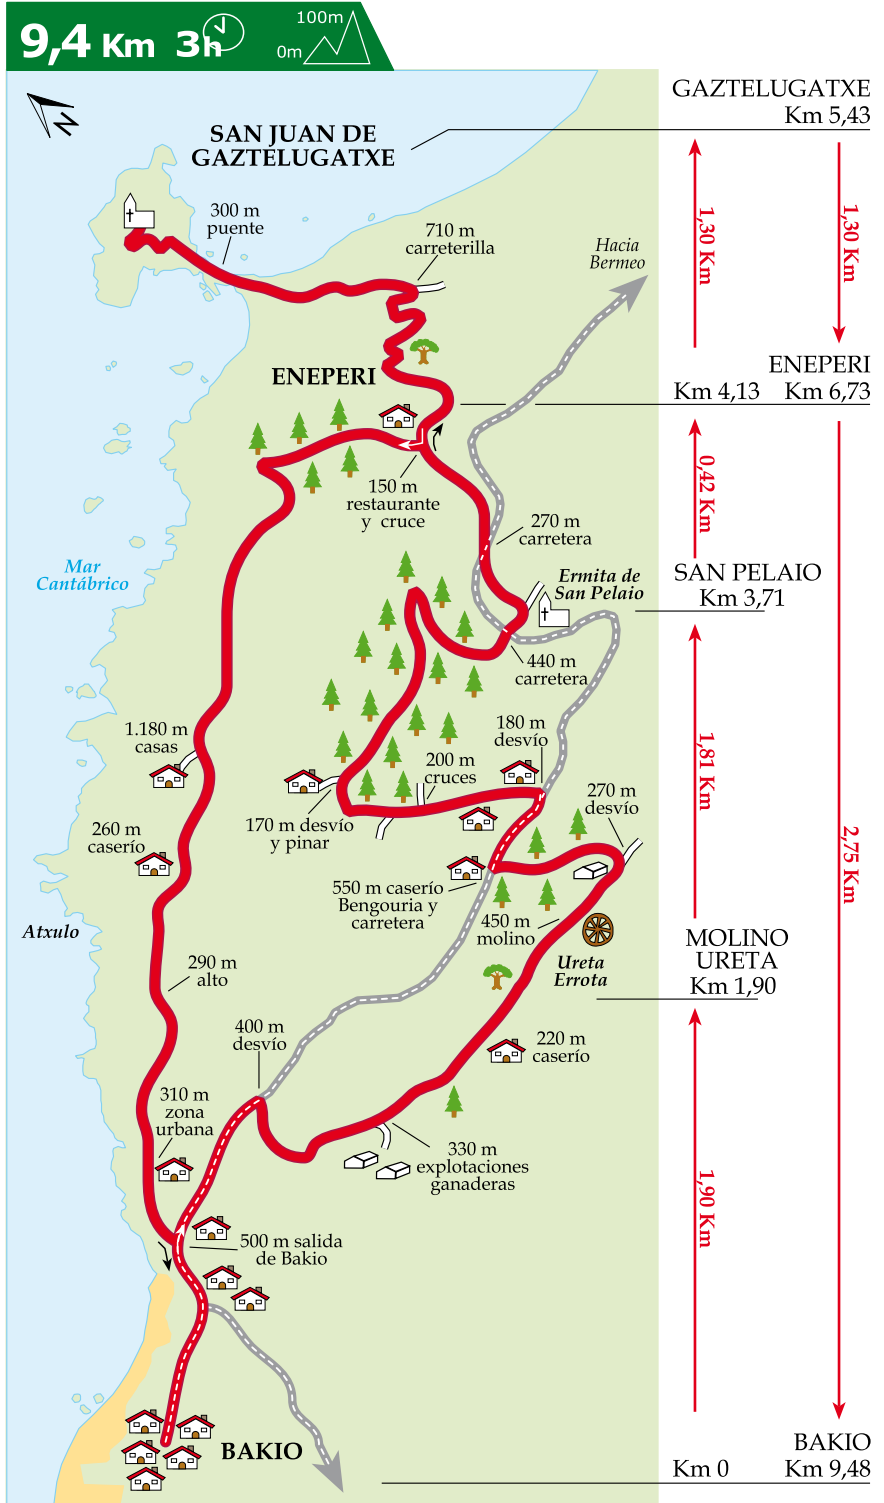 9,4 Km 3h
100m
0m
N
GAZTELUGATXE
Km 5,43
SAN JUAN DE
GAZTELUGATXE
300 m
puente
710 m
carreterilla
Hacia
Bermeo
1,30 Km
1,30 Km
ENEPERI
ENEPERI
Km 4,13
Km 6,73
150 m
restaurante
y cruce
0,42 Km
270 m
carretera
Mar
Cantábrico
Ermita de
San Pelaio
SAN PELAIO
Km 3,71
440 m
carretera
1.180 m
casas
180 m
desvío
200 m
cruces
1,81 Km
270 m
desvío
170 m desvío
y pinar
260 m
caserío
2,75 Km
550 m caserío
Bengouria y
carretera
450 m
molino
Atxulo
Ureta
Errota
MOLINO
URETA
Km 1,90
290 m
alto
400 m
desvío
220 m
caserío
310 m
zona
urbana
330 m
explotaciones
ganaderas
1,90 Km
500 m salida
de Bakio
BAKIO
BAKIO
Km 0
Km 9,48